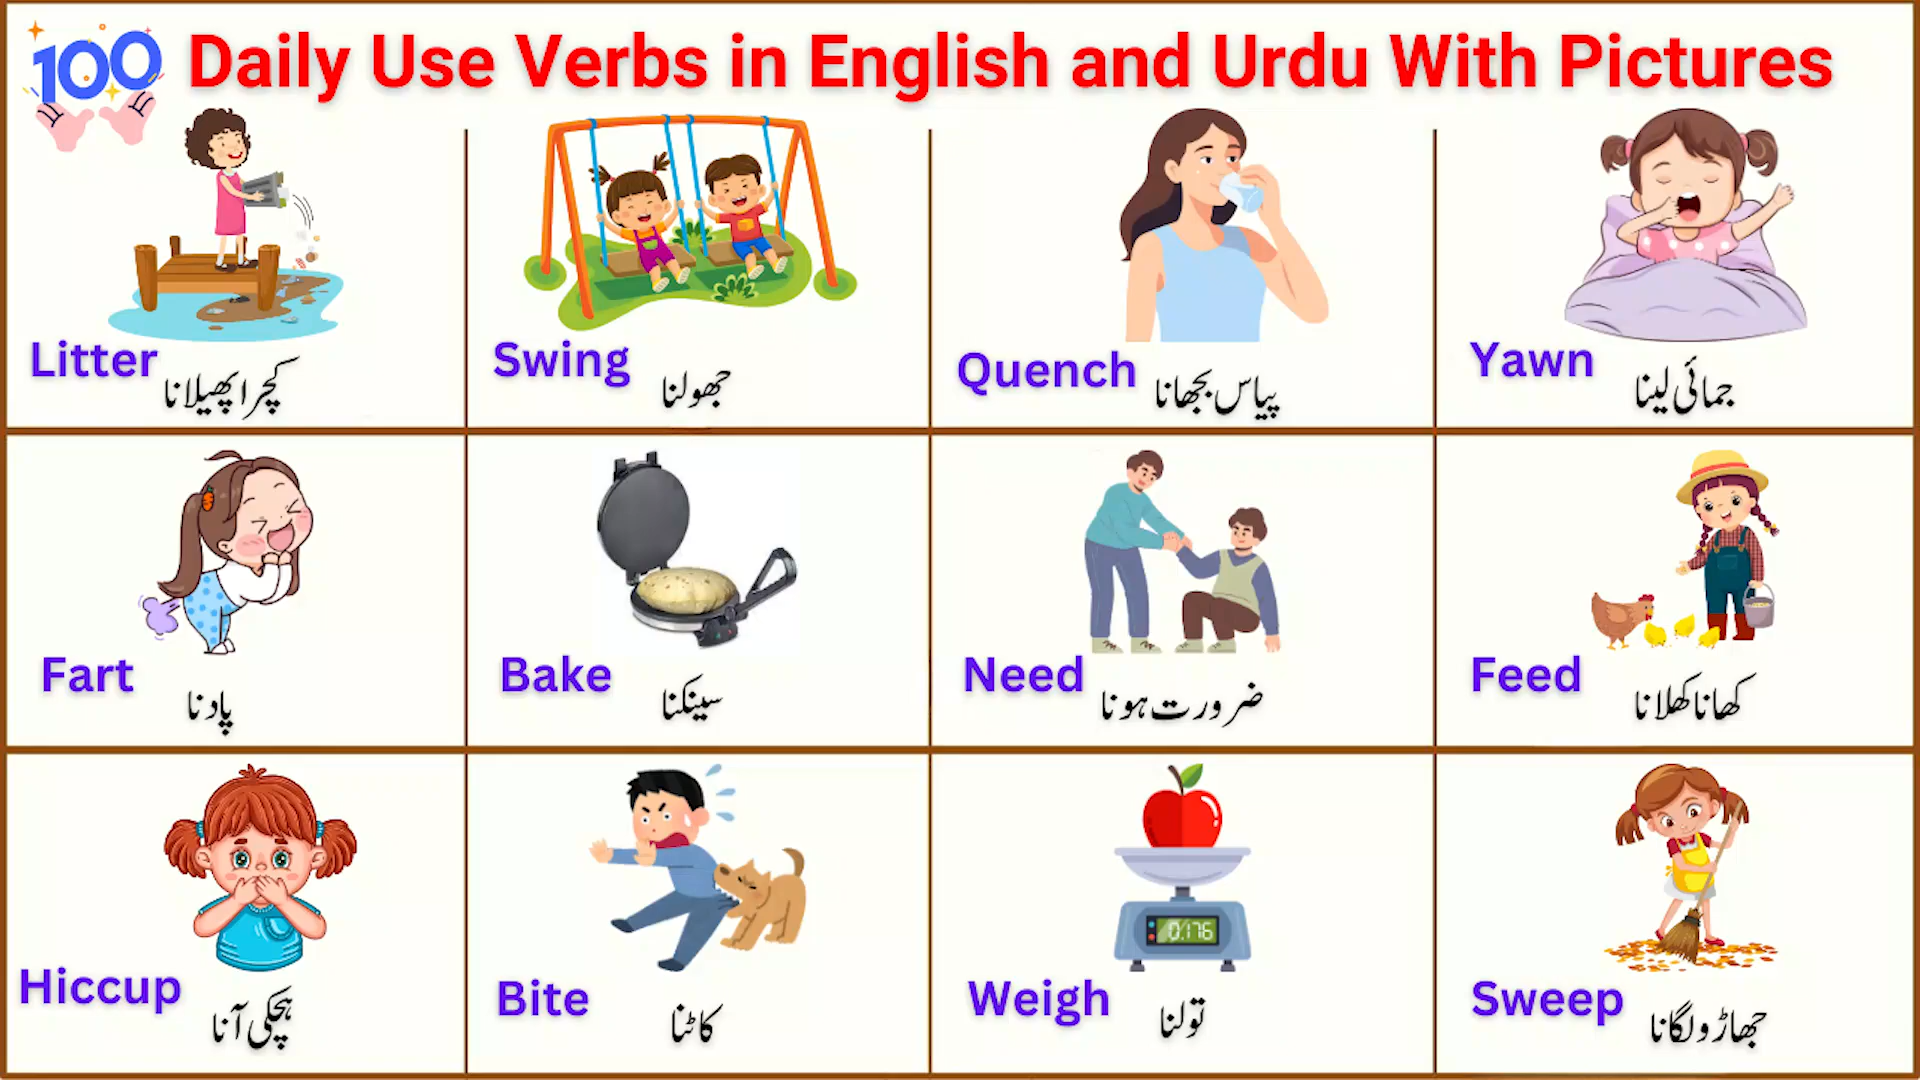 100 Daily Use Verbs in English and Urdu With Pictures
Litter
کچرا پھیلانا
Swing
جھولنا
Quench
پیاس بجھانا
Yawn
جمائی لینا
Fart
پادنا
Bake
سینکنا
Need
ضرورت ہونا
Feed
کھانا کھلانا
Hiccup
ہچکی آنا
Bite
کاٹنا
Weigh
تولنا
0.176
Sweep
جھاڑو لگانا